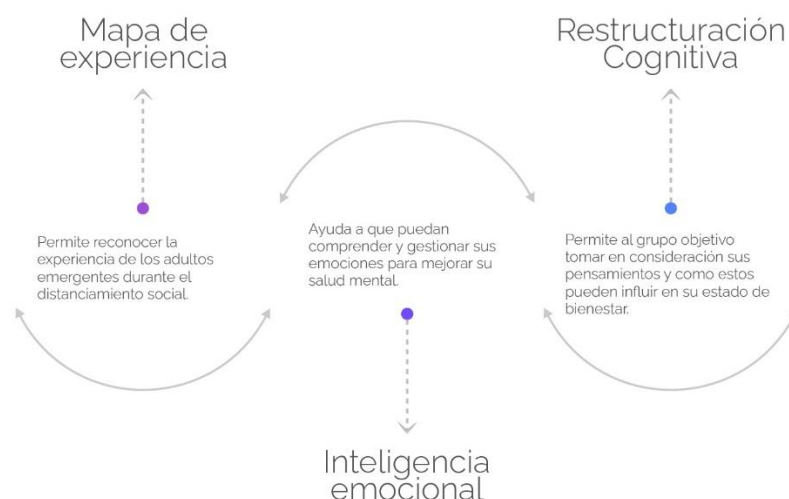 Mapa de
experiencia
Permite reconocer la
experiencia de los adultos
emergentes durante el
distanciamiento social.
Ayuda a que puedan
comprender y gestionar sus
emociones para mejorar su
salud mental.
Inteligencia
emocional
Restructuración
Cognitiva
Permite al grupo objetivo
tomar en consideración sus
pensamientos y como estos
pueden influir en su estado de
bienestar.